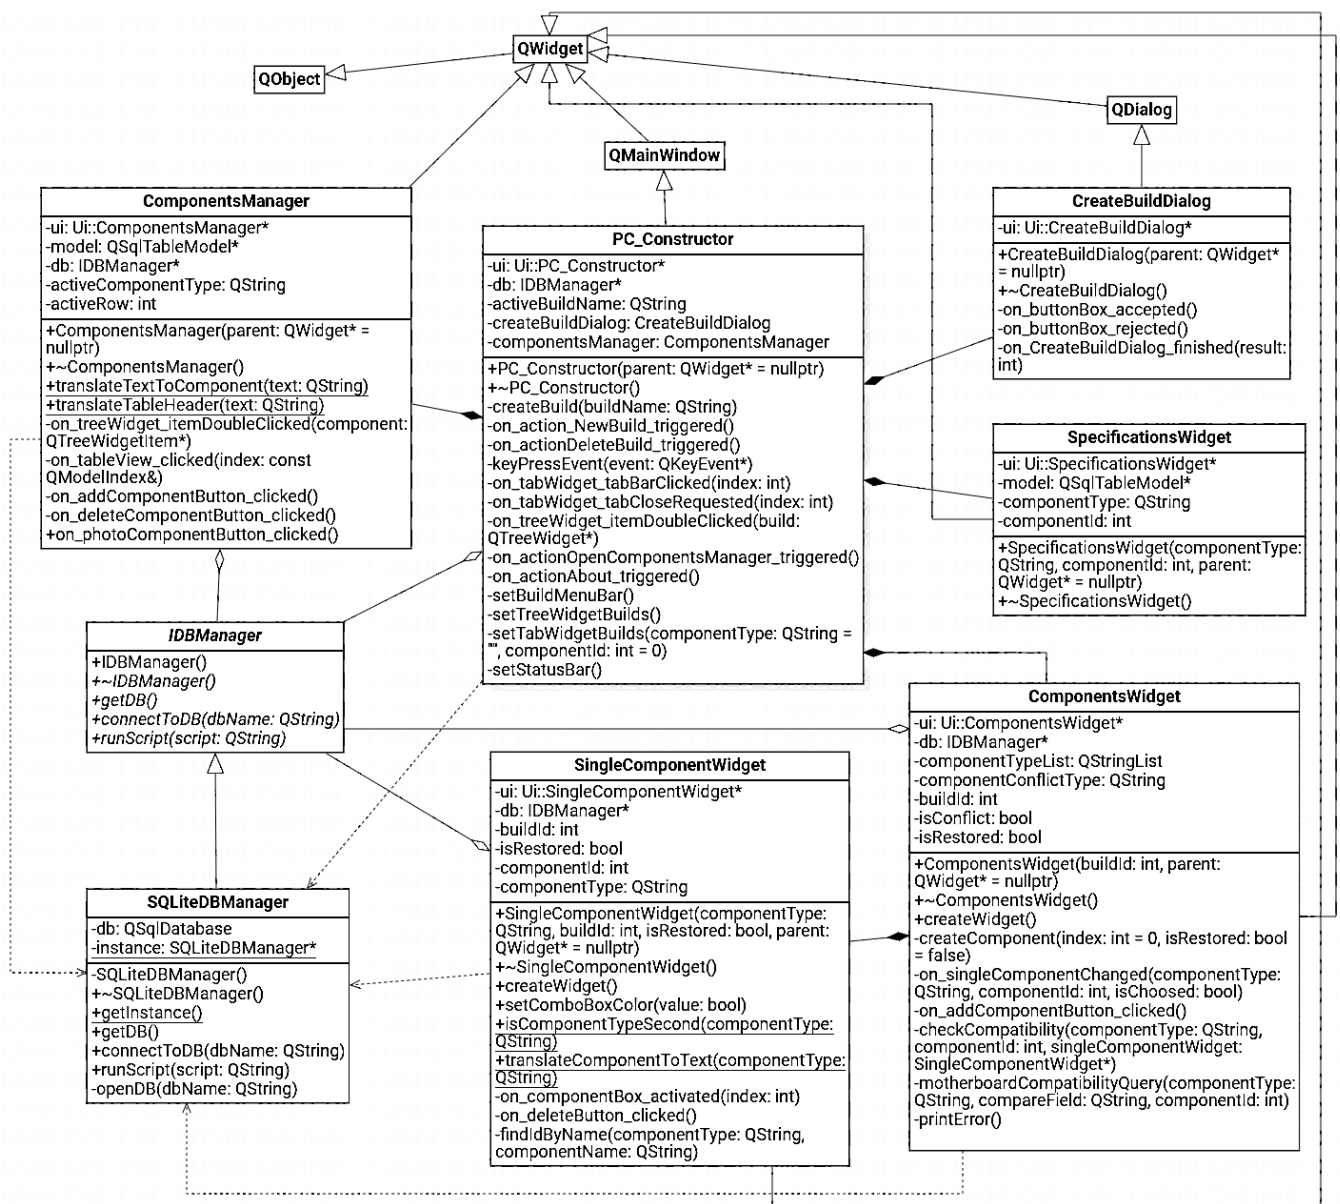 QWidget
QObject
QDialog
QMainWindow
ComponentsManager
-ui: Ui::ComponentsManager*
-model: QSqlTableModel*
-db: IDBManager*
-activeComponentType: QString
-activeRow: int
+ComponentsManager(parent: QWidget* =
nullptr)
+~ComponentsManager()
+translateTextToComponent(text: QString)
+translateTableHeader(text: QString)
-on_treeWidget_itemDoubleClicked(component:
QTreeWidgetItem*)
-on_tableView_clicked(index: const
QModelIndex&)
-on_addComponentButton_clicked()
-on_deleteComponentButton_clicked()
+on_photoComponentButton_clicked()
PC_Constructor
-ui: Ui::PC_Constructor*
-db: IDBManager*
-activeBuildName: QString
-createBuildDialog: CreateBuildDialog
-componentsManager: ComponentsManager
+PC_Constructor(parent: QWidget* = nullptr)
+~PC_Constructor()
-createBuild(buildName: QString)
-on_action_NewBuild_triggered()
-on_actionDeleteBuild_triggered()
-keyPressEvent(event: QKeyEvent*)
-on_tabWidget_tabBarClicked(index: int)
-on_tabWidget_tabCloseRequested(index: int)
-on_treeWidget_itemDoubleClicked(build:
QTreeWidget*)
-on_actionOpenComponentsManager_triggered()
-on_actionAbout_triggered()
-setBuildMenuBar()
-setTreeWidgetBuilds()
-setTabWidgetBuilds(componentType: QString =
"", componentId: int = 0)
-setStatusBar()
CreateBuildDialog
-ui: Ui::CreateBuildDialog*
+CreateBuildDialog(parent: QWidget*
= nullptr)
+~CreateBuildDialog()
-on_buttonBox_accepted()
-on_buttonBox_rejected()
-on_CreateBuildDialog_finished(result:
int)
SpecificationsWidget
-ui: Ui::SpecificationsWidget*
-model: QSqlTableModel*
-componentType: QString
-componentId: int
+SpecificationsWidget(componentType:
QString, componentId: int, parent:
QWidget* = nullptr)
+~SpecificationsWidget()
IDBManager
+IDBManager()
+~IDBManager()
+getDB()
+connectToDB(dbName: QString)
+runScript(script: QString)
SQLiteDBManager
-db: QSqlDatabase
-instance: SQLiteDBManager*
-SQLiteDBManager()
+~SQLiteDBManager()
+getInstance()
+getDB()
+connectToDB(dbName: QString)
+runScript(script: QString)
-openDB(dbName: QString)
SingleComponentWidget
-ui: Ui::SingleComponentWidget*
-db: IDBManager*
-buildId: int
-isRestored: bool
-componentId: int
-componentType: QString
+SingleComponentWidget(componentType:
QString, buildId: int, isRestored: bool, parent:
QWidget* = nullptr)
+~SingleComponentWidget()
+createWidget()
+setComboBoxColor(value: bool)
+isComponentTypeSecond(componentType:
QString)
+translateComponentToText(componentType:
QString)
-on_componentBox_activated(index: int)
-on_deleteButton_clicked()
-findIdByName(componentType: QString,
componentName: QString)
ComponentsWidget
-ui: Ui::ComponentsWidget*
-db: IDBManager*
-componentTypeList: QStringList
-componentConflictType: QString
-buildId: int
-isConflict: bool
-isRestored: bool
+ComponentsWidget(buildId: int, parent:
QWidget* = nullptr)
+~ComponentsWidget()
+createWidget()
-createComponent(index: int = 0, isRestored: bool
= false)
-on_singleComponentChanged(componentType:
QString, componentId: int, isChoosed: bool)
-on_addComponentButton_clicked()
-checkCompatibility(componentType: QString,
componentId: int, singleComponentWidget:
SingleComponentWidget*)
-motherboardCompatibilityQuery(componentType:
QString, compareField: QString, componentId: int)
-printError()